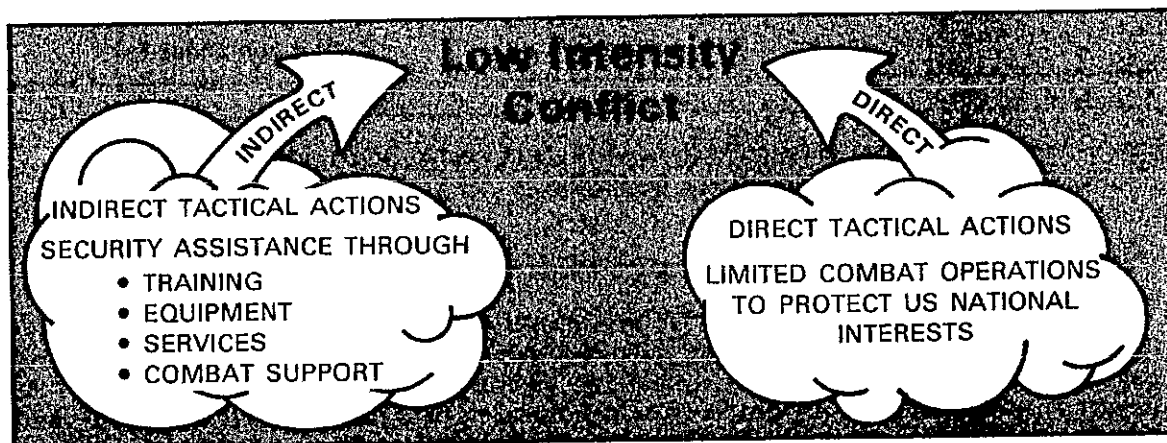 Low Intensity
Conflict
INDIRECT
INDIRECT TACTICAL ACTIONS
SECURITY ASSISTANCE THROUGH
• TRAINING
• EQUIPMENT
• SERVICES
• COMBAT SUPPORT
DIRECT
DIRECT TACTICAL ACTIONS
LIMITED COMBAT OPERATIONS
TO PROTECT US NATIONAL
INTERESTS